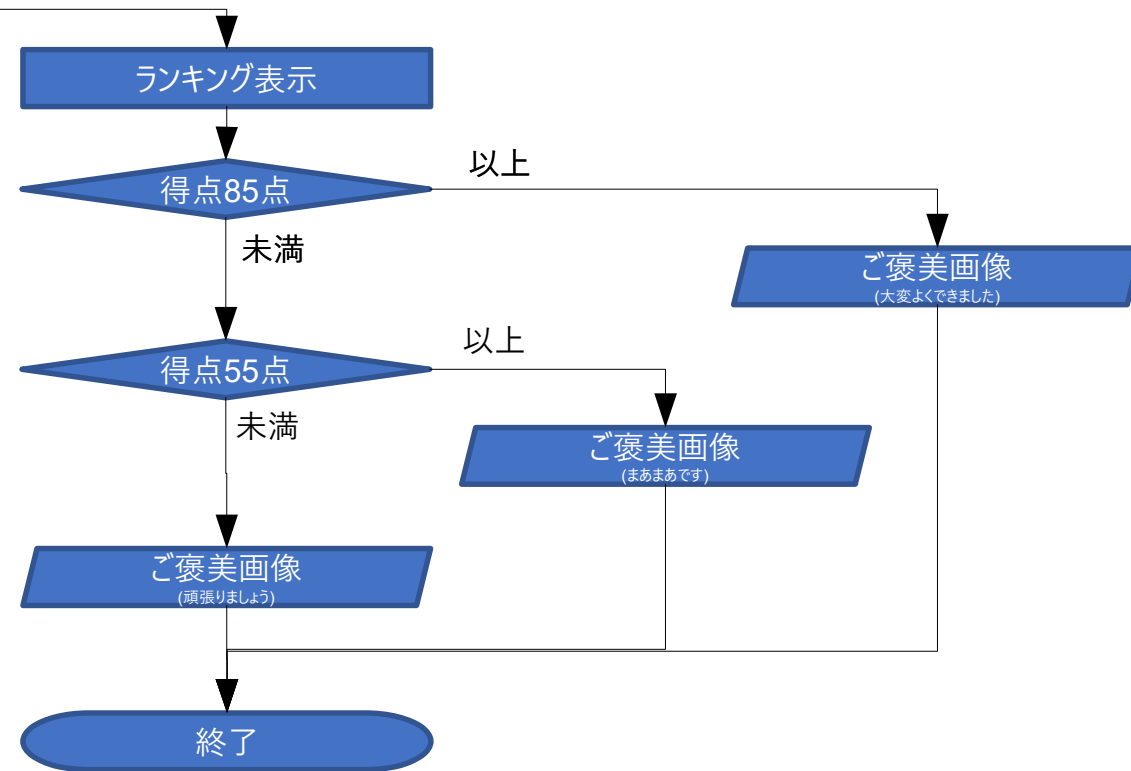 ランキング表示
得点85点
以上
未満
ご褒美画像
(大変よくできました)
得点55点
以上
未満
ご褒美画像
(まあまあです)
ご褒美画像
(頑張りましょう)
終了